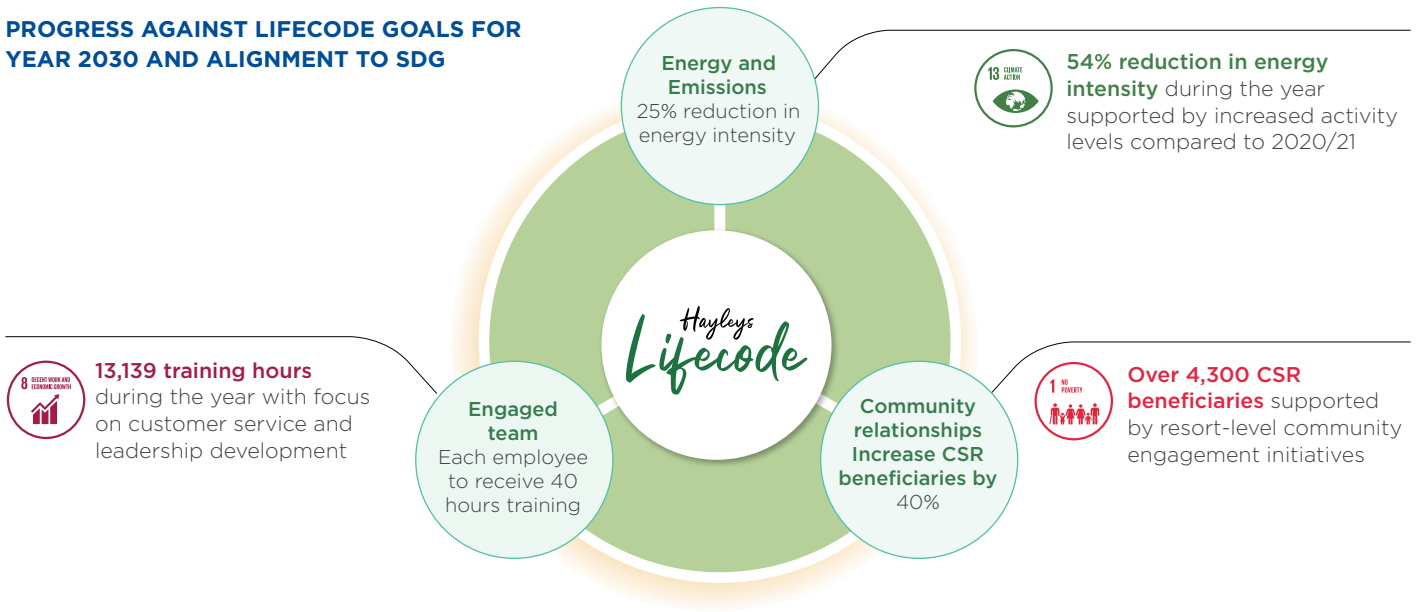 PROGRESS AGAINST LIFECODE GOALS FOR
YEAR 2030 AND ALIGNMENT TO SDG
Energy and
Emissions
25% reduction in
energy intensity
13 CLIMATE
ACTION
54% reduction in energy
intensity during the year
supported by increased activity
levels compared to 2020/21
Hayleys
Lifecode
8 DECENT WORK AND
ECONOMIC GROWTH
13,139 training hours
during the year with focus
on customer service and
leadership development
Engaged
team
Each employee
to receive 40
hours training
Community
relationships
Increase CSR
beneficiaries by
40%
1 NO
POVERTY
Over 4,300 CSR
beneficiaries supported
by resort-level community
engagement initiatives